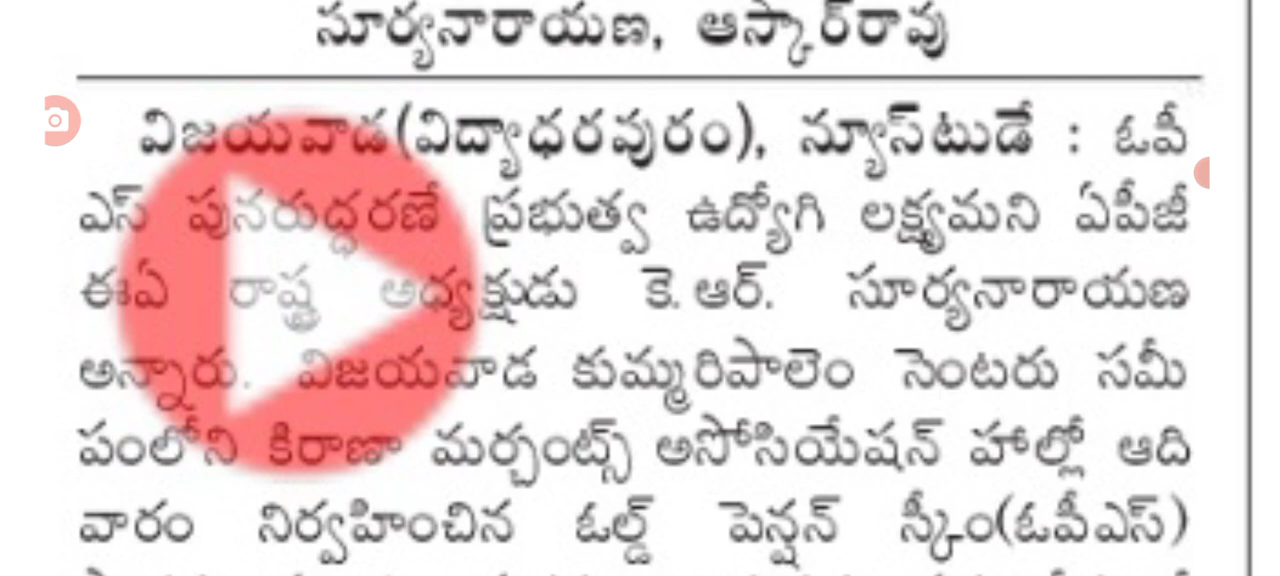 సూర్యనారాయణ, ఆస్కార్‌రావు
విజయవాడ(విద్యాధరపురం), న్యూస్‌టుడే : ఓపీ
ఎస్ పునరుద్ధరణే ప్రభుత్వ ఉద్యోగి లక్ష్యమని ఏపీజీ
ఈఏ రాష్ట్ర అధ్యక్షుడు కె.ఆర్. సూర్యనారాయణ
అన్నారు. విజయవాడ కుమ్మరిపాలెం సెంటరు సమీ
పంలోని కిరాణా మర్చంట్స్ అసోసియేషన్ హాల్లో ఆది
వారం నిర్వహించిన ఓల్డ్ పెన్షన్ స్కీం(ఓపీఎస్)